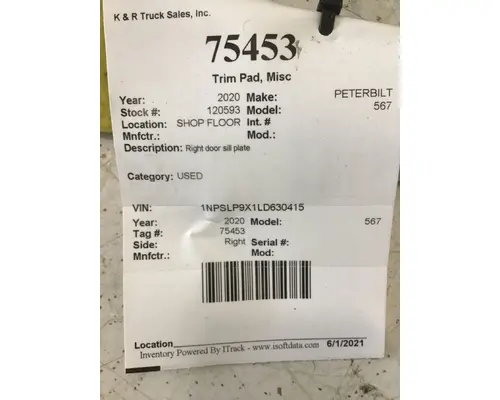 K & R Truck Sales, Inc.
75453
Trim Pad, Misc
Year: 2020 Make: PETERBILT
Stock #: 120593 Model: 567
Location: SHOP FLOOR Int. #
Mnfctr.: Mod.:
Description: Right door sill plate
Category: USED
VIN: 1NPSLP9X1LD630415
Year: 2020 Model: 567
Tag #: 75453
Side: Right Serial #:
Mnfctr.: Mod:
Location
Inventory Powered By ITrack - www.isoftdata.com 6/1/2021